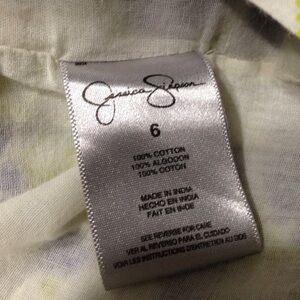 Jessica Simpson
6
100% COTTON
100% ALGODON
100% COTON
MADE IN INDIA
HECHO EN INDIA
FAIT EN INDE
SEE REVERSE FOR CARE
VER AL REVERSO PARA EL CUIDADO
VOIR LES INSTRUCTIONS D'ENTRETIEN AU DOS